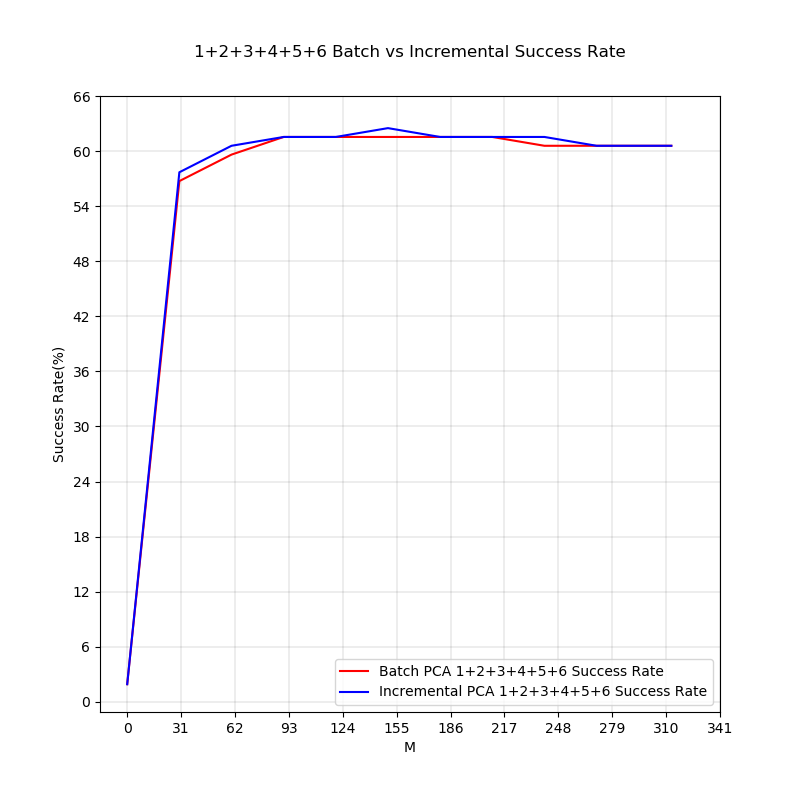 1+2+3+4+5+6 Batch vs Incremental Success Rate
66
60
54
48
42
36
30
24
18
12
6
0
Success Rate(%)
Batch PCA 1+2+3+4+5+6 Success Rate
Incremental PCA 1+2+3+4+5+6 Success Rate
0 31 62 93 124 155 186 217 248 279 310 341
M